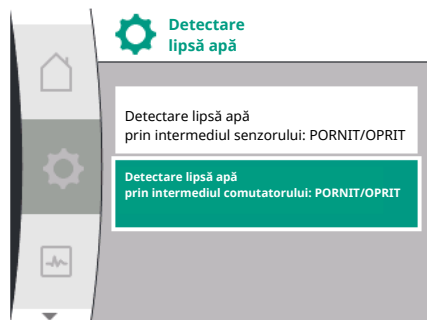 Detectare
lipsă apă
Detectare lipsă apă
prin intermediul senzorului: PORNIT/OPRIT
Detectare lipsă apă
prin intermediul comutatorului: PORNIT/OPRIT